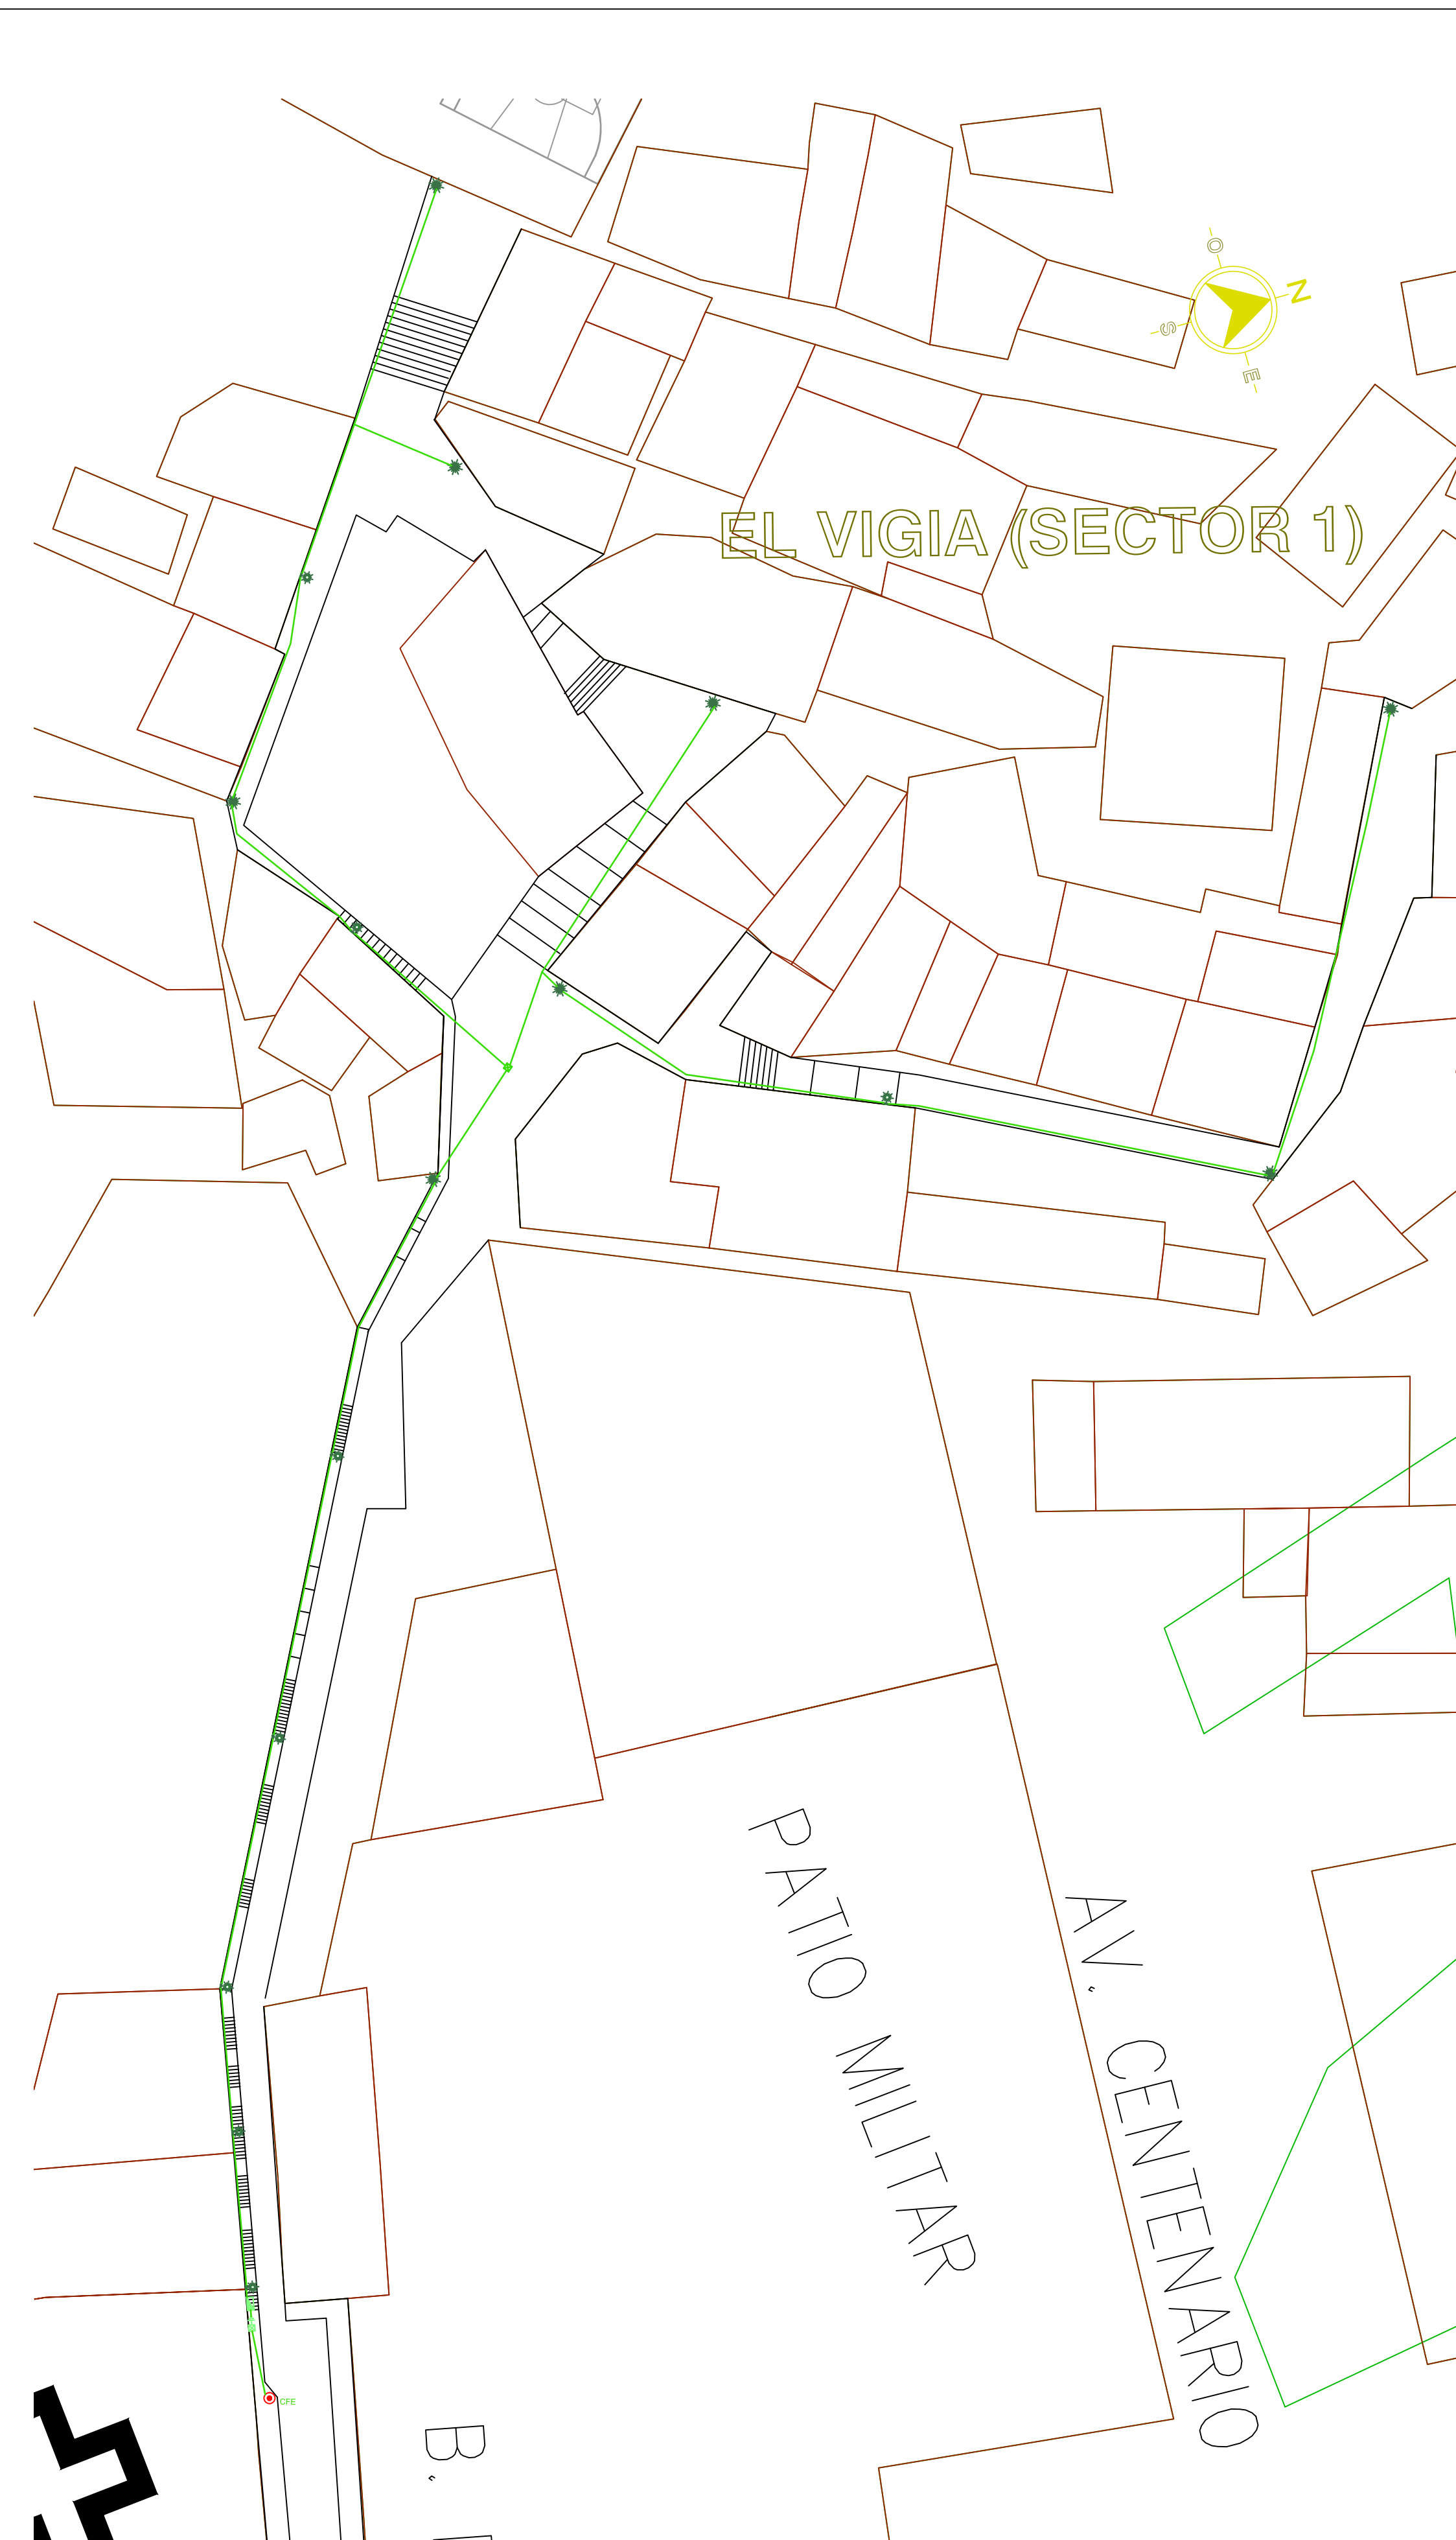 O
N
S
E
EL VIGIA (SECTOR 1)
PATIO MILITAR
AV. CENTENARIO
CFE
B.